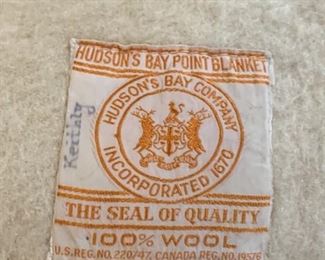 HUDSON'S BAY POINT BLANKET
HUDSON'S BAY COMPANY
INCORPORATED 1670
Keithly
THE SEAL OF QUALITY
100% WOOL
U.S. REG. NO. 220/47, CANADA REG. NO. 19576